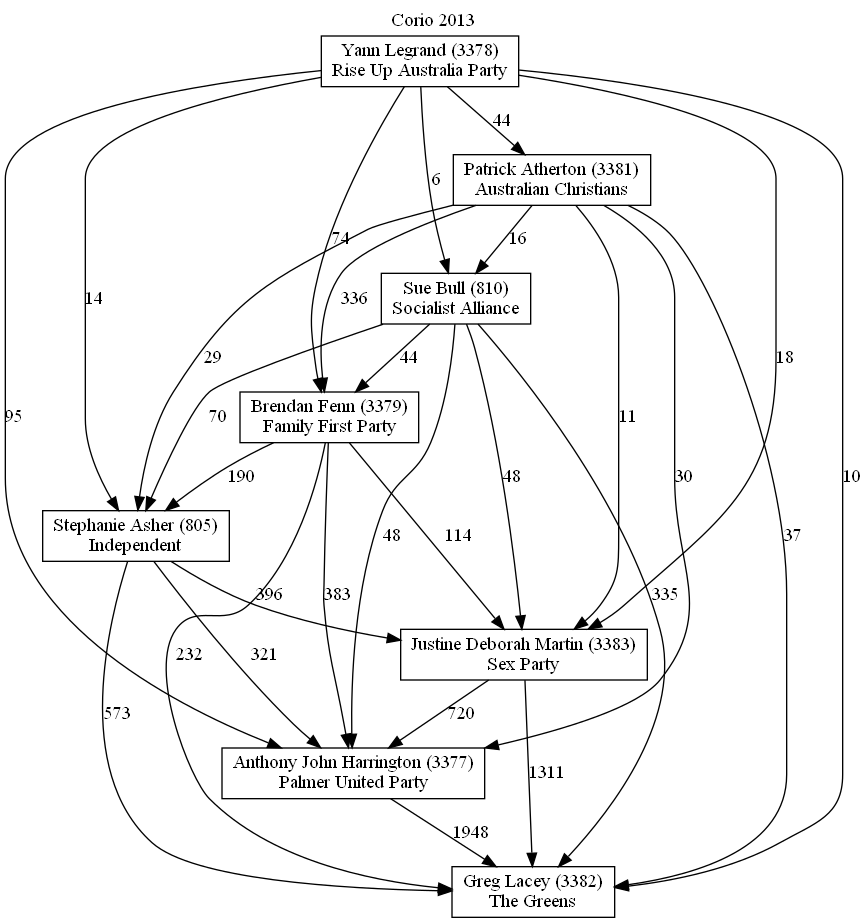 Corio 2013
Yann Legrand (3378)
Rise Up Australia Party
44
Patrick Atherton (3381)
Australian Christians
6
74
16
Sue Bull (810)
Socialist Alliance
14
336
29
44
18
70
Brendan Fenn (3379)
Family First Party
95
11
190
48
30
10
Stephanie Asher (805)
Independent
48
114
37
396
383
335
Justine Deborah Martin (3383)
Sex Party
232
321
573
720
Anthony John Harrington (3377)
Palmer United Party
1311
1948
Greg Lacey (3382)
The Greens